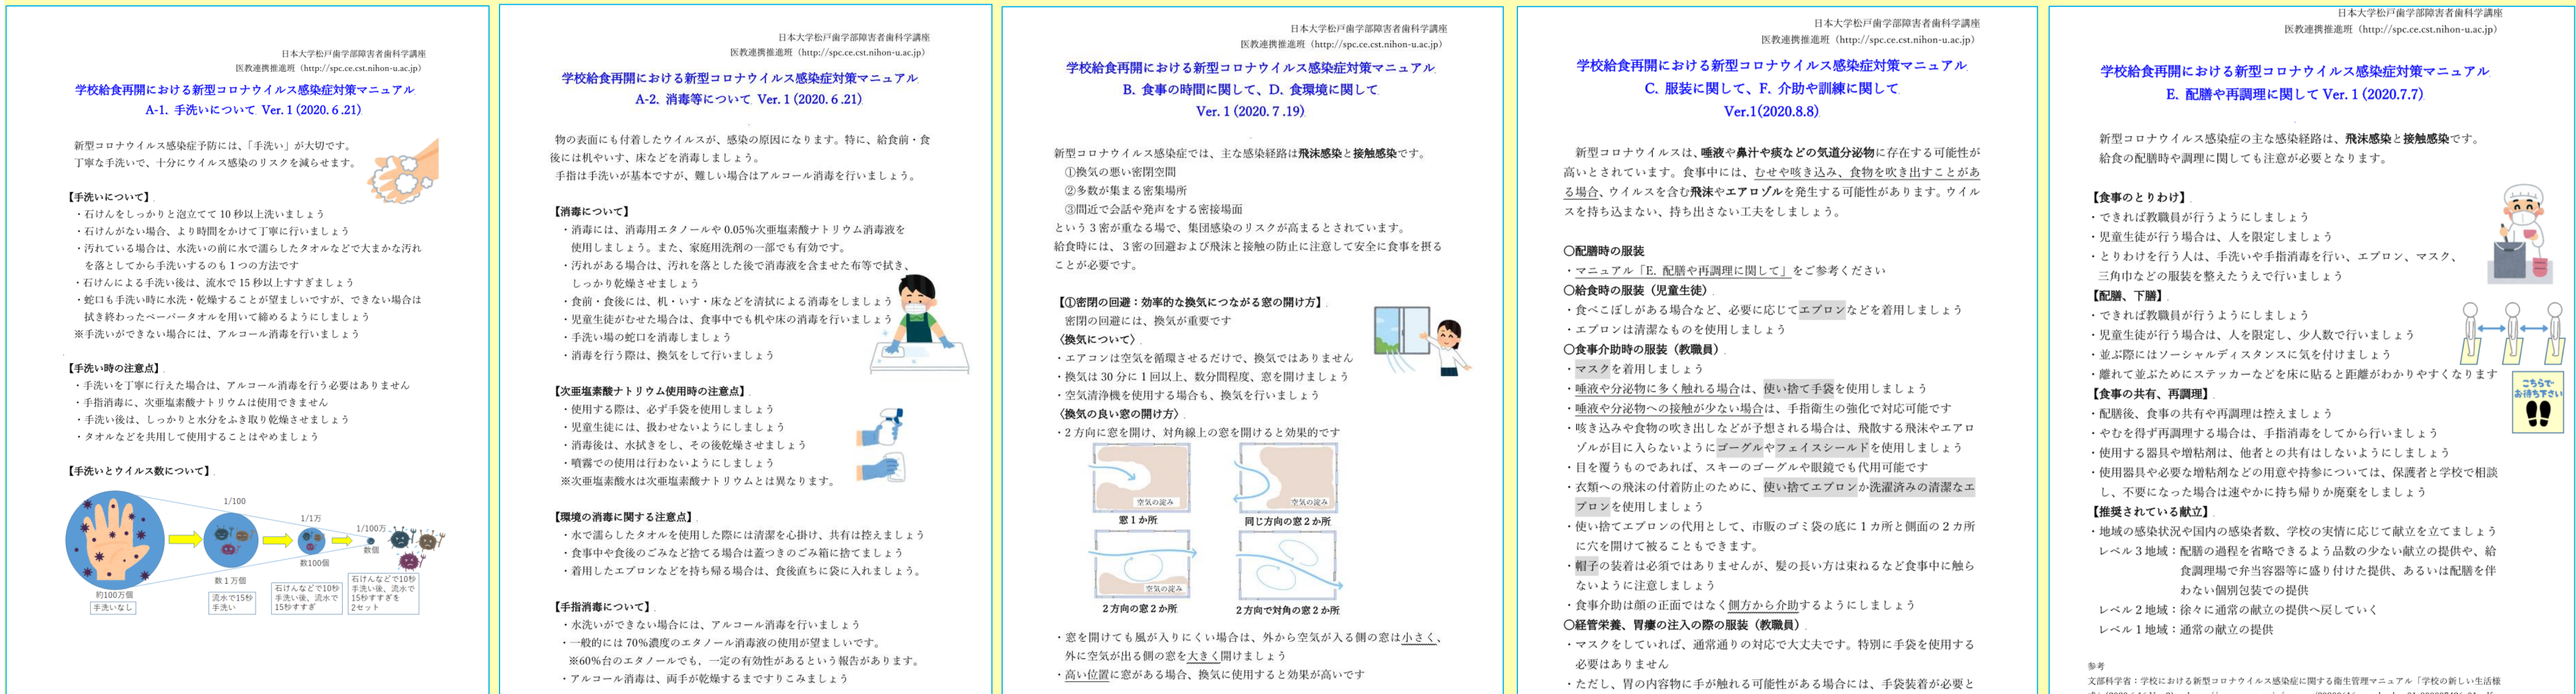 日本大学松戸歯学部障害者歯科学講座
医教連携推進班（http://spc.ce.cst.nihon-u.ac.jp）
学校給食再開における新型コロナウイルス感染症対策マニュアル
A-1. 手洗いについて Ver. 1 (2020. 6 .21)
新型コロナウイルス感染症予防には、「手洗い」が大切です。
丁寧な手洗いで、十分にウイルス感染のリスクを減らせます。
【手洗いについて】
・石けんをしっかりと泡立てて 10 秒以上洗いましょう
・石けんがない場合、より時間をかけて丁寧に行いましょう
・汚れている場合は、水洗いの前に水で濡らしたタオルなどで大まかな汚れ
を落としてから手洗いするのも 1 つの方法です
・石けんによる手洗い後は、流水で 15 秒以上すすぎましょう
・蛇口も手洗い時に水洗・乾燥することが望ましいですが、できない場合は
拭き終わったペーパータオルを用いて締めるようにしましょう
※手洗いができない場合には、アルコール消毒を行いましょう
【手洗い時の注意点】
・手洗いを丁寧に行えた場合は、アルコール消毒を行う必要はありません
・手指消毒に、次亜塩素酸ナトリウムは使用できません
・手洗い後は、しっかりと水分をふき取り乾燥させましょう
・タオルなどを共用して使用することはやめましょう
【手洗いとウイルス数について】
1/100
1/1万
1/100万
数個
数100個
数１万個
約100万個
手洗いなし
流水で15秒
手洗い
石けんなどで10秒
手洗い後、流水で
15秒すすぎ
石けんなどで10秒
手洗い後、流水で
15秒すすぎを
2セット
日本大学松戸歯学部障害者歯科学講座
医教連携推進班（http://spc.ce.cst.nihon-u.ac.jp）
学校給食再開における新型コロナウイルス感染症対策マニュアル
A-2. 消毒等について Ver. 1 (2020. 6 .21)
物の表面にも付着したウイルスが、感染の原因になります。特に、給食前・食
後には机やいす、床などを消毒しましょう。
手指は手洗いが基本ですが、難しい場合はアルコール消毒を行いましょう。
【消毒について】
・消毒には、消毒用エタノールや 0.05％次亜塩素酸ナトリウム消毒液を
使用しましょう。また、家庭用洗剤の一部でも有効です。
・汚れがある場合は、汚れを落とした後で消毒液を含ませた布等で拭き、
しっかり乾燥させましょう
・食前・食後には、机・いす・床などを清拭による消毒をしましょう
・児童生徒がむせた場合は、食事中でも机や床の消毒を行いましょう
・手洗い場の蛇口を消毒しましょう
・消毒を行う際は、換気をして行いましょう
【次亜塩素酸ナトリウム使用時の注意点】
・使用する際は、必ず手袋を使用しましょう
・児童生徒には、扱わせないようにしましょう
・消毒後は、水拭きをし、その後乾燥させましょう
・噴霧での使用は行わないようにしましょう
※次亜塩素酸水は次亜塩素酸ナトリウムとは異なります。
【環境の消毒に関する注意点】
・水で濡らしたタオルを使用した際には清潔を心掛け、共有は控えましょう
・食事中や食後のごみなど捨てる場合は蓋つきのごみ箱に捨てましょう
・着用したエプロンなどを持ち帰る場合は、食後直ちに袋に入れましょう。
【手指消毒について】
・水洗いができない場合には、アルコール消毒を行いましょう
・一般的には 70％濃度のエタノール消毒液の使用が望ましいです。
※60％台のエタノールでも、一定の有効性があるという報告があります。
・アルコール消毒は、両手が乾燥するまですりこみましょう
日本大学松戸歯学部障害者歯科学講座
医教連携推進班（http://spc.ce.cst.nihon-u.ac.jp）
学校給食再開における新型コロナウイルス感染症対策マニュアル
B. 食事の時間に関して、D. 食環境に関して
Ver. 1 (2020. 7 .19)
新型コロナウイルス感染症では、主な感染経路は飛沫感染と接触感染です。
①換気の悪い密閉空間
②多数が集まる密集場所
③間近で会話や発声をする密接場面
という 3 密が重なる場で、集団感染のリスクが高まるとされています。
給食時には、3 密の回避および飛沫と接触の防止に注意して安全に食事を摂る
ことが必要です。
【①密閉の回避：効率的な換気につながる窓の開け方】
密閉の回避には、換気が重要です
〈換気について〉
・エアコンは空気を循環させるだけで、換気ではありません
・換気は 30 分に 1 回以上、数分間程度、窓を開けましょう
・空気清浄機を使用する場合も、換気を行いましょう
〈換気の良い窓の開け方〉
・2 方向に窓を開け、対角線上の窓を開けると効果的です
空気の淀み
窓１か所
空気の淀み
同じ方向の窓２か所
空気の淀み
２方向の窓２か所
２方向で対角の窓２か所
・窓を開けても風が入りにくい場合は、外から空気が入る側の窓は小さく、
外に空気が出る側の窓を大きく開けましょう
・高い位置に窓がある場合、換気に使用すると効果が高いです
日本大学松戸歯学部障害者歯科学講座
医教連携推進班（http://spc.ce.cst.nihon-u.ac.jp）
学校給食再開における新型コロナウイルス感染症対策マニュアル
C. 服装に関して、F. 介助や訓練に関して
Ver.1(2020.8.8)
新型コロナウイルスは、唾液や鼻汁や痰などの気道分泌物に存在する可能性が
高いとされています。食事中には、むせや咳き込み、食物を吹き出すことがあ
る場合、ウイルスを含む飛沫やエアロゾルを発生する可能性があります。ウイル
スを持ち込まない、持ち出さない工夫をしましょう。
〇配膳時の服装
・マニュアル「E. 配膳や再調理に関して」をご参考ください
〇給食時の服装（児童生徒）
・食べこぼしがある場合など、必要に応じてエプロンなどを着用しましょう
・エプロンは清潔なものを使用しましょう
〇食事介助時の服装（教職員）
・マスクを着用しましょう
・唾液や分泌物に多く触れる場合は、使い捨て手袋を使用しましょう
・唾液や分泌物への接触が少ない場合は、手指衛生の強化で対応可能です
・咳き込みや食物の吹き出しなどが予想される場合は、飛散する飛沫やエアロ
ゾルが目に入らないようにゴーグルやフェイスシールドを使用しましょう
・目を覆うものであれば、スキーのゴーグルや眼鏡でも代用可能です
・衣類への飛沫の付着防止のために、使い捨てエプロンか洗濯済みの清潔なエ
プロンを使用しましょう
・使い捨てエプロンの代用として、市販のゴミ袋の底に 1 カ所と側面の 2 カ所
に穴を開けて被ることもできます。
・帽子の装着は必須ではありませんが、髪の長い方は束ねるなど食事中に触ら
ないように注意しましょう
・食事介助は顔の正面ではなく側方から介助するようにしましょう
〇経管栄養、胃瘻の注入の際の服装（教職員）
・マスクをしていれば、通常通りの対応で大丈夫です。特別に手袋を使用する
必要はありません
・ただし、胃の内容物に手が触れる可能性がある場合には、手袋装着が必要と
日本大学松戸歯学部障害者歯科学講座
医教連携推進班（http://spc.ce.cst.nihon-u.ac.jp）
学校給食再開における新型コロナウイルス感染症対策マニュアル
E. 配膳や再調理に関して Ver. 1 (2020.7.7)
新型コロナウイルス感染症の主な感染経路は、飛沫感染と接触感染です。
給食の配膳時や調理に関しても注意が必要となります。
【食事のとりわけ】
・できれば教職員が行うようにしましょう
・児童生徒が行う場合は、人を限定しましょう
・とりわけを行う人は、手洗いや手指消毒を行い、エプロン、マスク、
三角巾などの服装を整えたうえで行いましょう
【配膳、下膳】
・できれば教職員が行うようにしましょう
・児童生徒が行う場合は、人を限定し、少人数で行いましょう
・並ぶ際にはソーシャルディスタンスに気を付けましょう
・離れて並ぶためにステッカーなどを床に貼ると距離がわかりやすくなります
こちらで
お待ち下さい
【食事の共有、再調理】
・配膳後、食事の共有や再調理は控えましょう
・やむを得ず再調理する場合は、手指消毒をしてから行いましょう
・使用する器具や増粘剤は、他者との共有はしないようにしましょう
・使用器具や必要な増粘剤などの用意や持参については、保護者と学校で相談
し、不要になった場合は速やかに持ち帰りか廃棄をしましょう
【推奨されている献立】
・地域の感染状況や国内の感染者数、学校の実情に応じて献立を立てましょう
レベル 3 地域：配膳の過程を省略できるよう品数の少ない献立の提供や、給
食調理場で弁当容器等に盛り付けた提供、あるいは配膳を伴
わない個別包装での提供
レベル 2 地域：徐々に通常の献立の提供へ戻していく
レベル 1 地域：通常の献立の提供
参考
文部科学省：学校における新型コロナウイルス感染症に関する衛生管理マニュアル「学校の新しい生活様